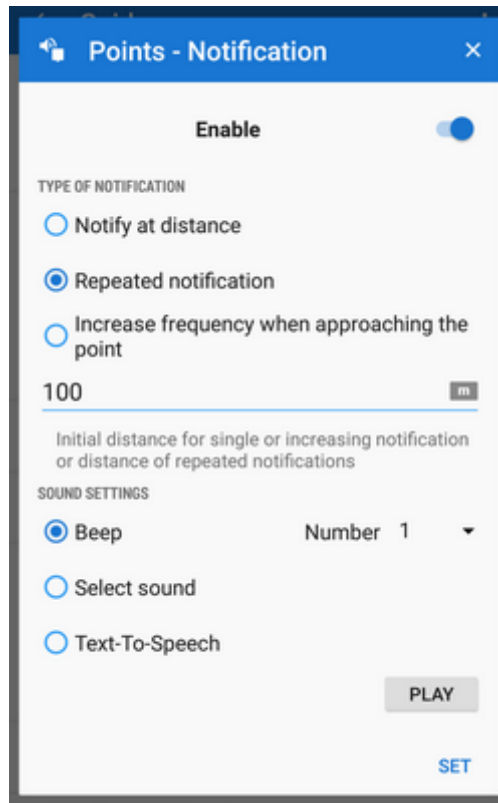 Points - Notification
Enable
TYPE OF NOTIFICATION
Notify at distance
Repeated notification
Increase frequency when approaching the
point
100 m
Initial distance for single or increasing notification
or distance of repeated notifications
SOUND SETTINGS
Beep Number 1
Select sound
Text-To-Speech
PLAY
SET